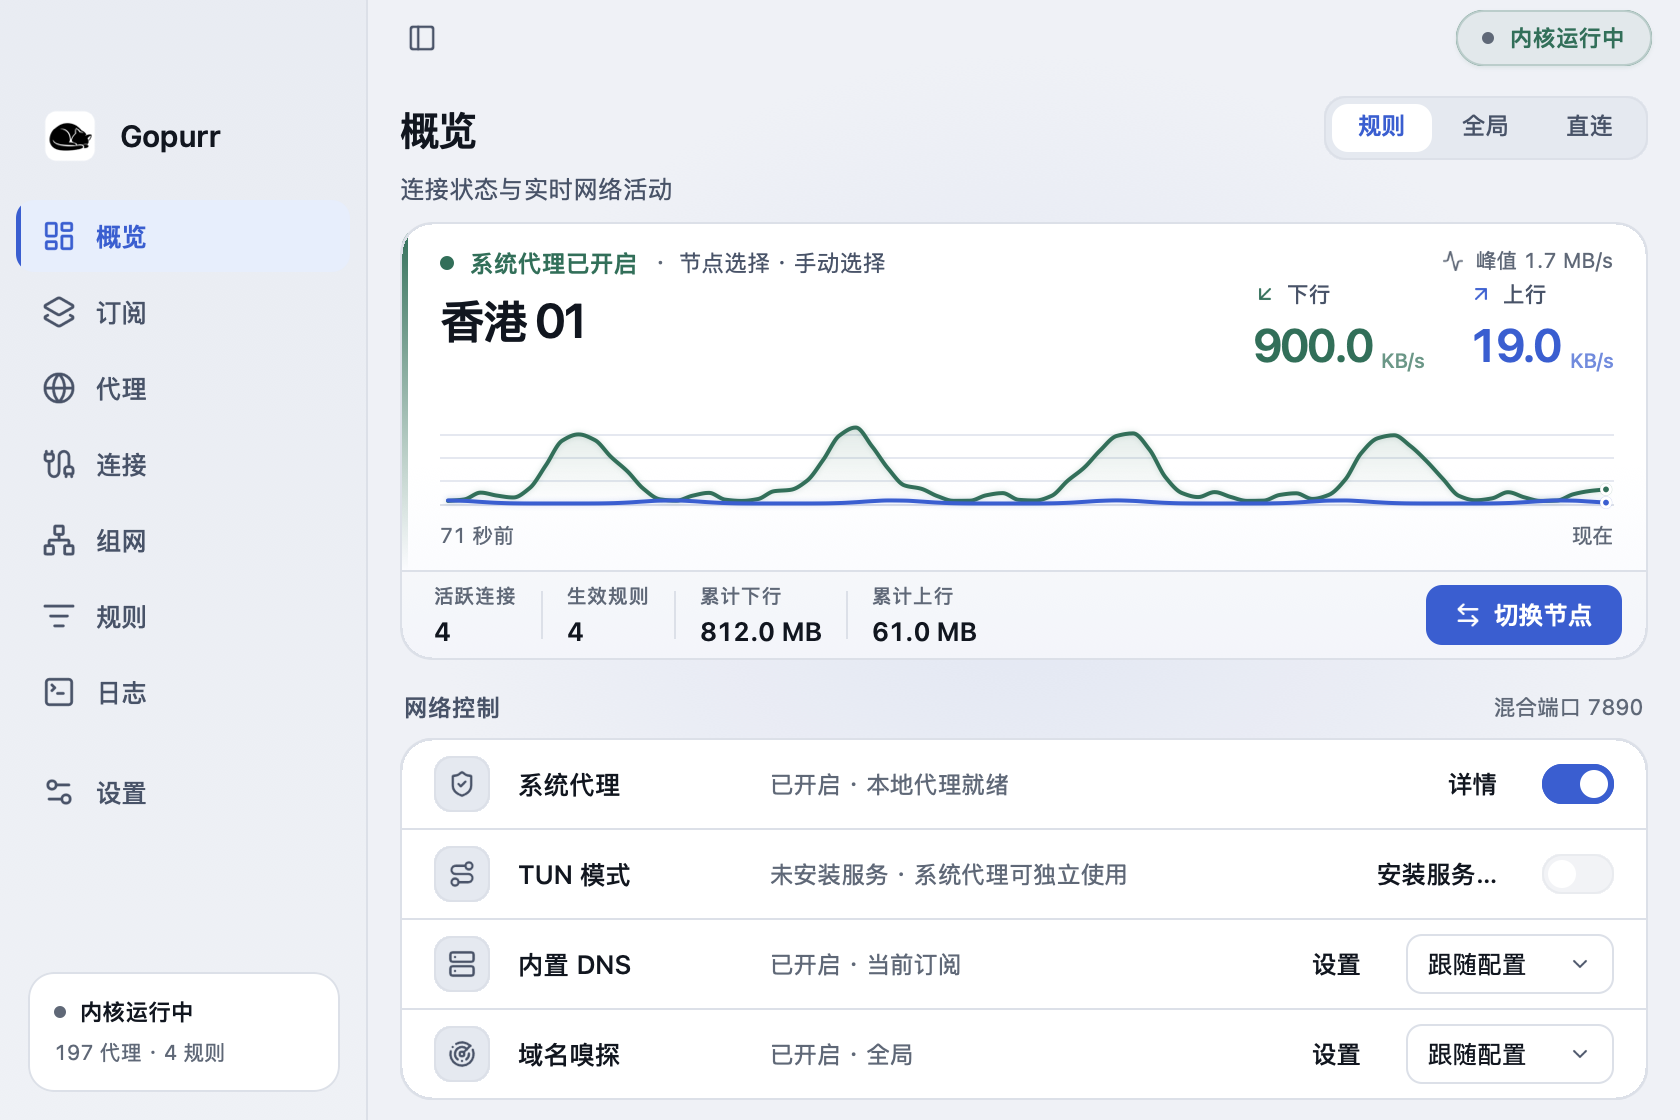 内核运行中
Gopurr
概览
订阅
代理
连接
组网
规则
日志
设置
内核运行中
197 代理 · 4 规则
概览
连接状态与实时网络活动
规则 全局 直连
系统代理已开启 · 节点选择 · 手动选择
香港 01
峰值 1.7 MB/s
下行 上行
900.0 KB/s 19.0 KB/s
71 秒前 现在
活跃连接 生效规则 累计下行 累计上行
4 4 812.0 MB 61.0 MB
切换节点
网络控制 混合端口 7890
系统代理 已开启 · 本地代理就绪 详情
TUN 模式 未安装服务 · 系统代理可独立使用 安装服务...
内置 DNS 已开启 · 当前订阅 设置 跟随配置
域名嗅探 已开启 · 全局 设置 跟随配置